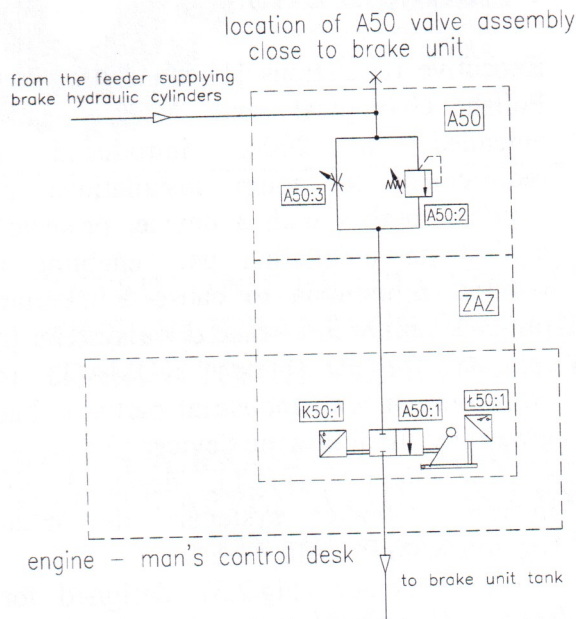 location of A50 valve assembly
close to brake unit
from the feeder supplying
brake hydraulic cylinders
A50
A50:3
A50:2
ZAZ
K50:1
A50:1
Ł50:1
engine – man's control desk
to brake unit tank